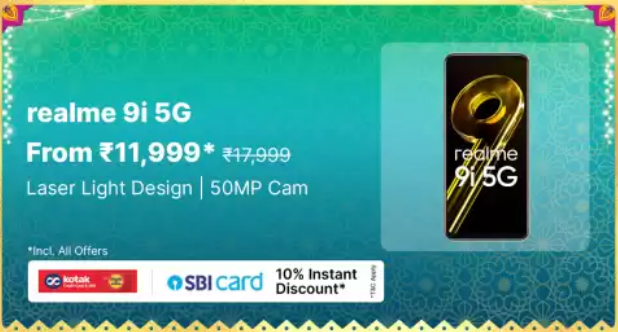 realme 9i 5G
From ₹11,999* ₹17,999
Laser Light Design | 50MP Cam
realme
9i 5G
*Incl. All Offers
kotak
SBI card
10% Instant
Discount*
*T&C Apply